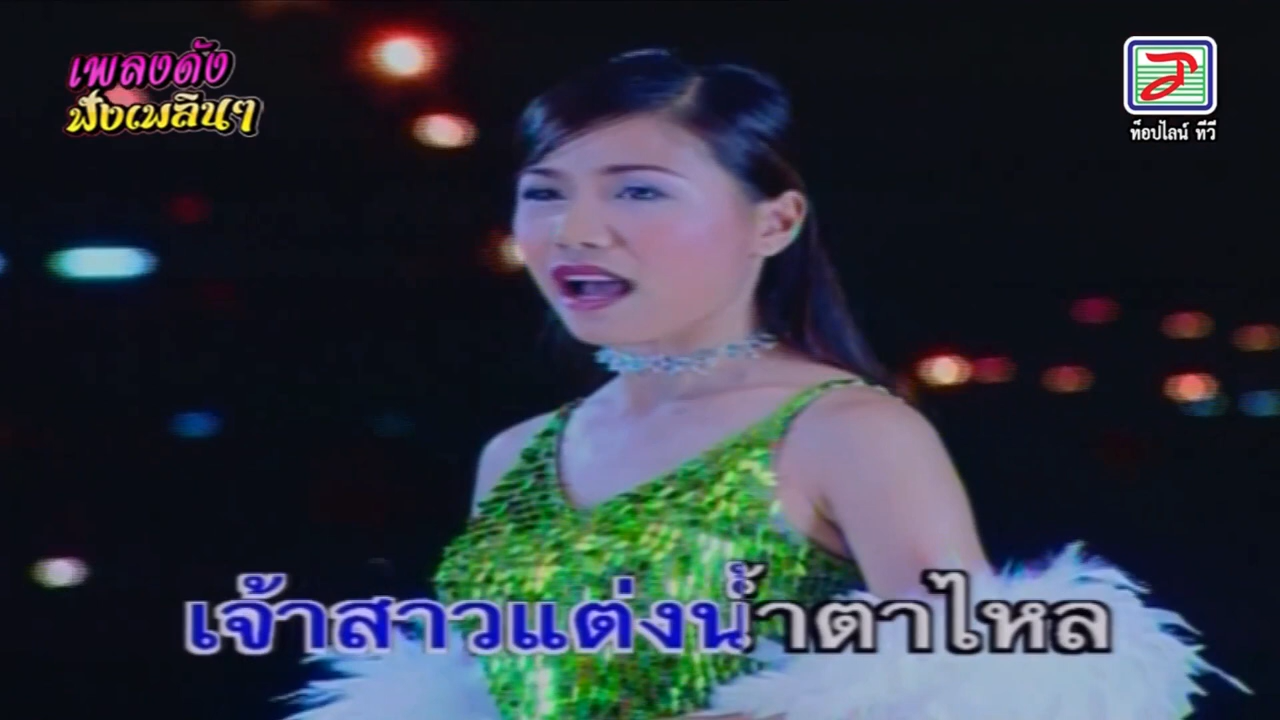 เพลงดัง
ฟังเพลินๆ
ท็อปไลน์ ทีวี
เจ้าสาวแต่งน้ำตาไหล